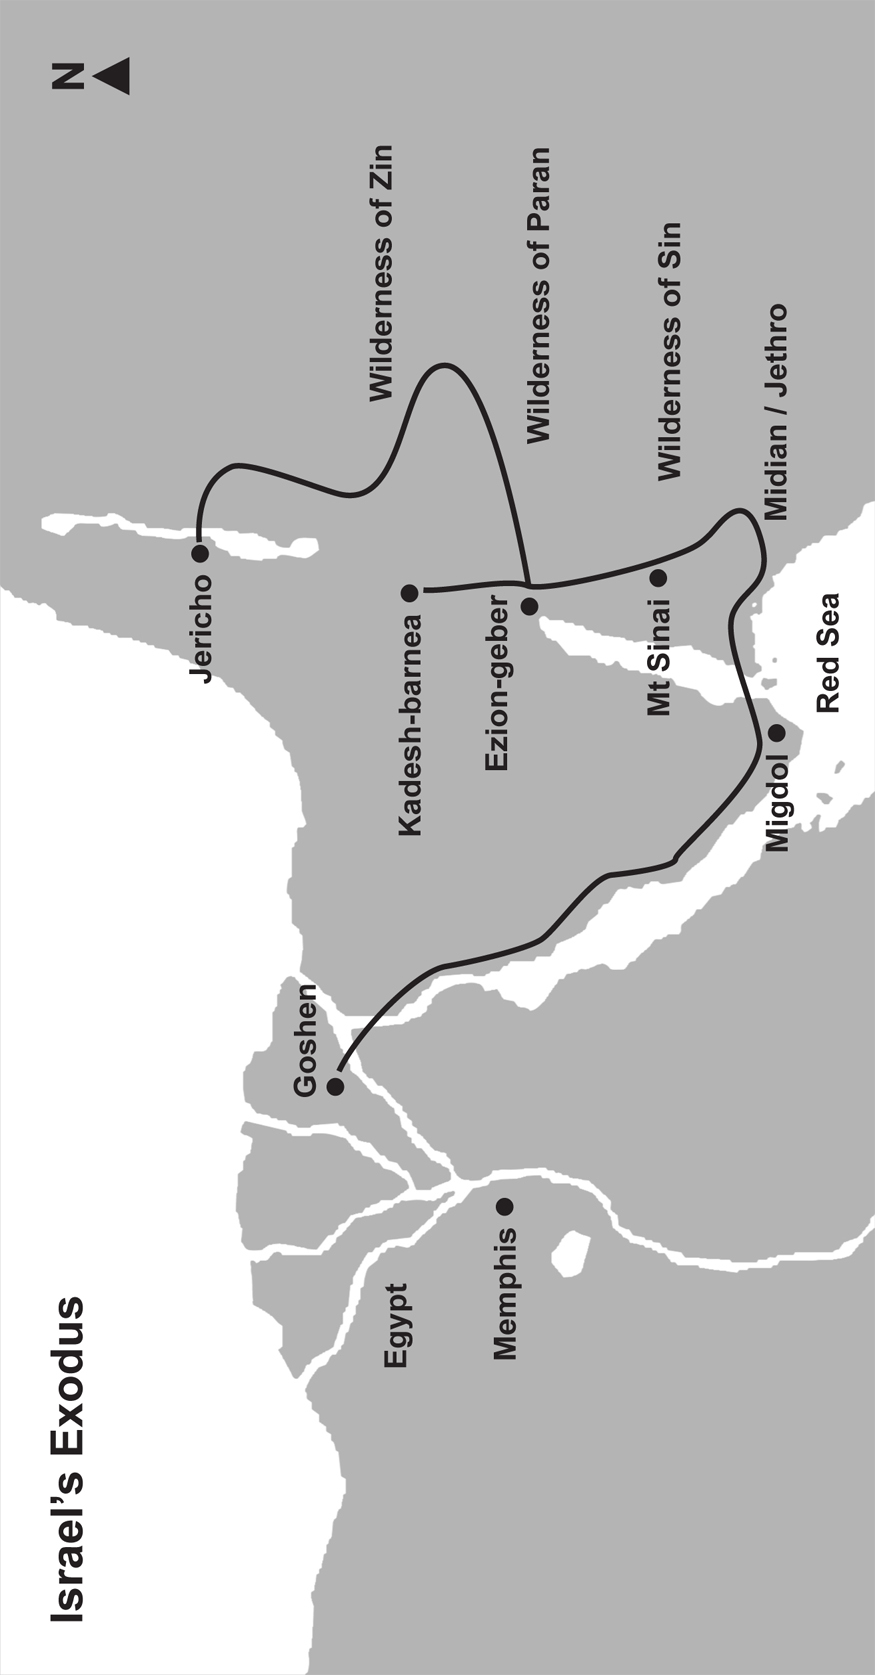 Israel's Exodus
N
Jericho
Wilderness of Zin
Kadesh-barnea
Goshen
Ezion-geber
Wilderness of Paran
Egypt
Memphis
Mt Sinai
Wilderness of Sin
Migdol
Midian / Jethro
Red Sea